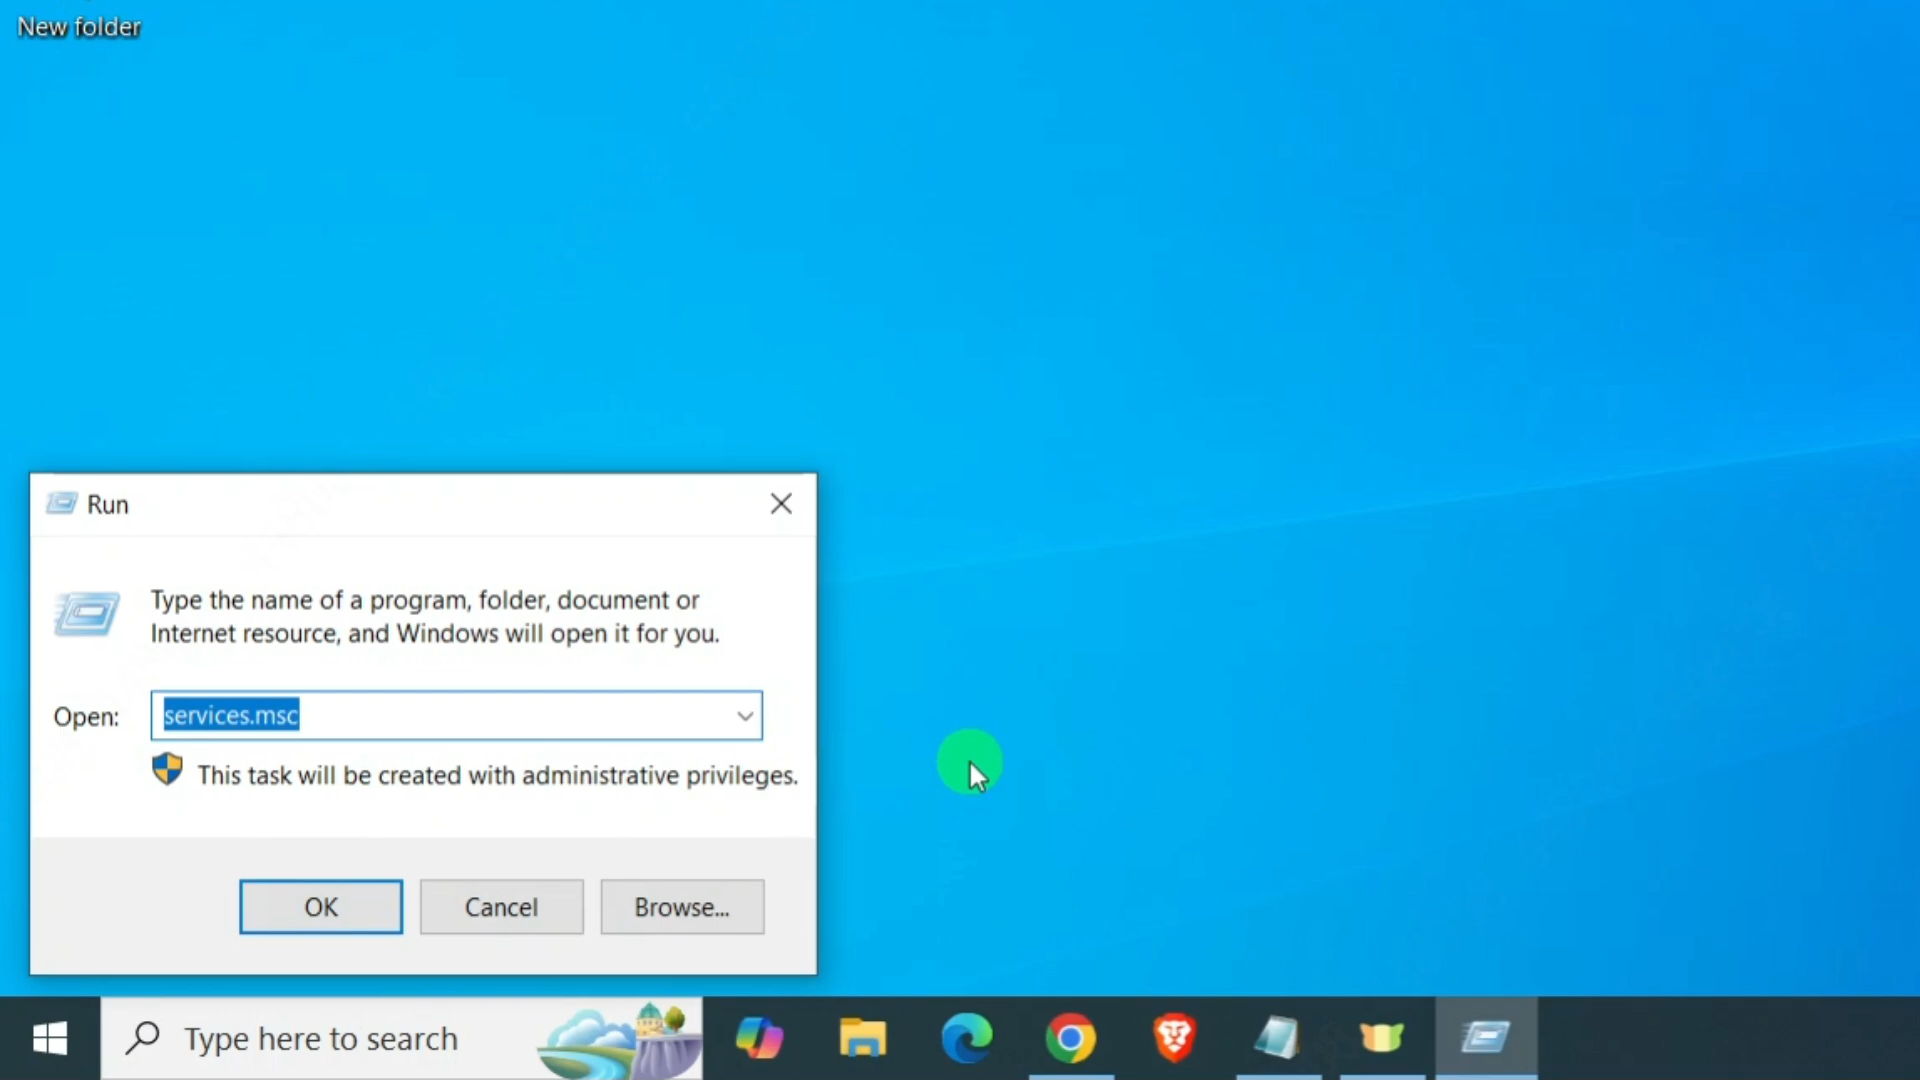 New folder
Run
Type the name of a program, folder, document or
Internet resource, and Windows will open it for you.
Open: services.msc
This task will be created with administrative privileges.
OK Cancel Browse...
Type here to search